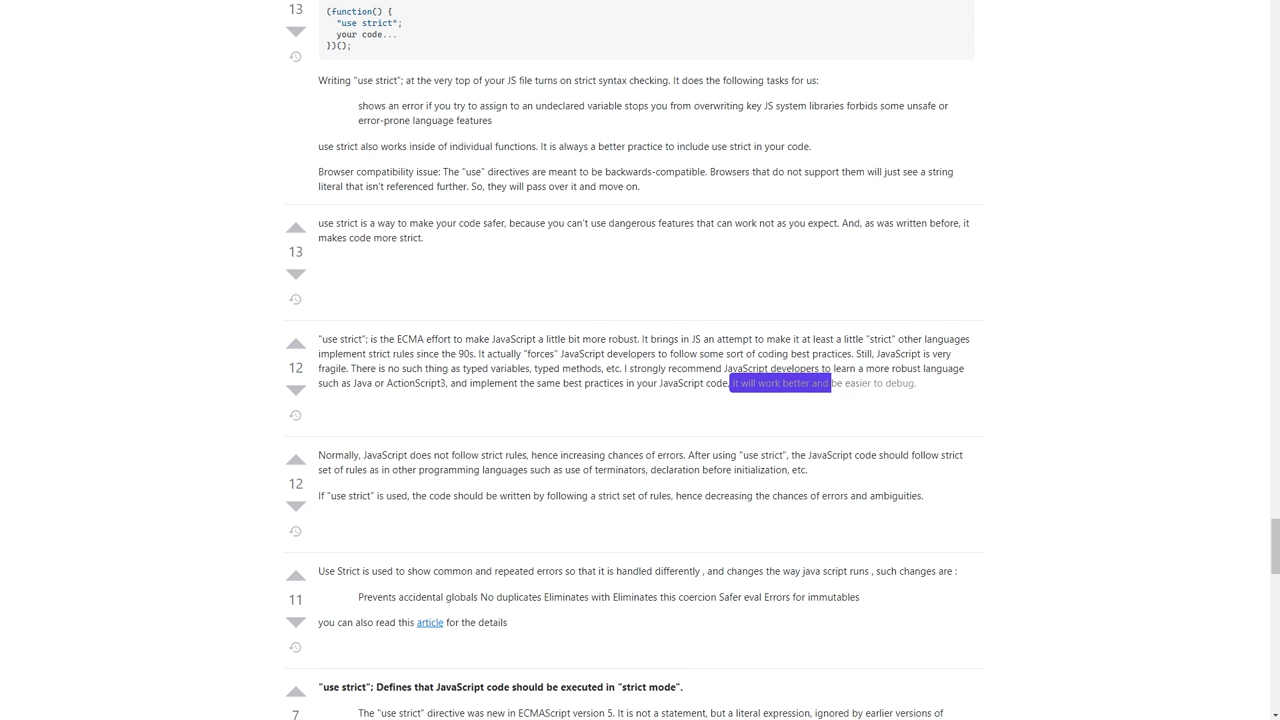 13
(function() {
"use strict";
your code...
})();
Writing "use strict"; at the very top of your JS file turns on strict syntax checking. It does the following tasks for us:
shows an error if you try to assign to an undeclared variable stops you from overwriting key JS system libraries forbids some unsafe or
error-prone language features
use strict also works inside of individual functions. It is always a better practice to include use strict in your code.
Browser compatibility issue: The "use" directives are meant to be backwards-compatible. Browsers that do not support them will just see a string
literal that isn't referenced further. So, they will pass over it and move on.
use strict is a way to make your code safer, because you can't use dangerous features that can work not as you expect. And, as was written before, it
makes code more strict.
13
"use strict"; is the ECMA effort to make JavaScript a little bit more robust. It brings in JS an attempt to make it at least a little "strict" other languages
implement strict rules since the 90s. It actually "forces" JavaScript developers to follow some sort of coding best practices. Still, JavaScript is very
fragile. There is no such thing as typed variables, typed methods, etc. I strongly recommend JavaScript developers to learn a more robust language
such as Java or ActionScript3, and implement the same best practices in your JavaScript code, it will work better and be easier to debug.
12
Normally, JavaScript does not follow strict rules, hence increasing chances of errors. After using "use strict", the JavaScript code should follow strict
set of rules as in other programming languages such as use of terminators, declaration before initialization, etc.
12
If "use strict" is used, the code should be written by following a strict set of rules, hence decreasing the chances of errors and ambiguities.
Use Strict is used to show common and repeated errors so that it is handled differently , and changes the way java script runs , such changes are :
11
Prevents accidental globals No duplicates Eliminates with Eliminates this coercion Safer eval Errors for immutables
you can also read this article for the details
"use strict"; Defines that JavaScript code should be executed in "strict mode".
7
The "use strict" directive was new in ECMAScript version 5. It is not a statement, but a literal expression, ignored by earlier versions of